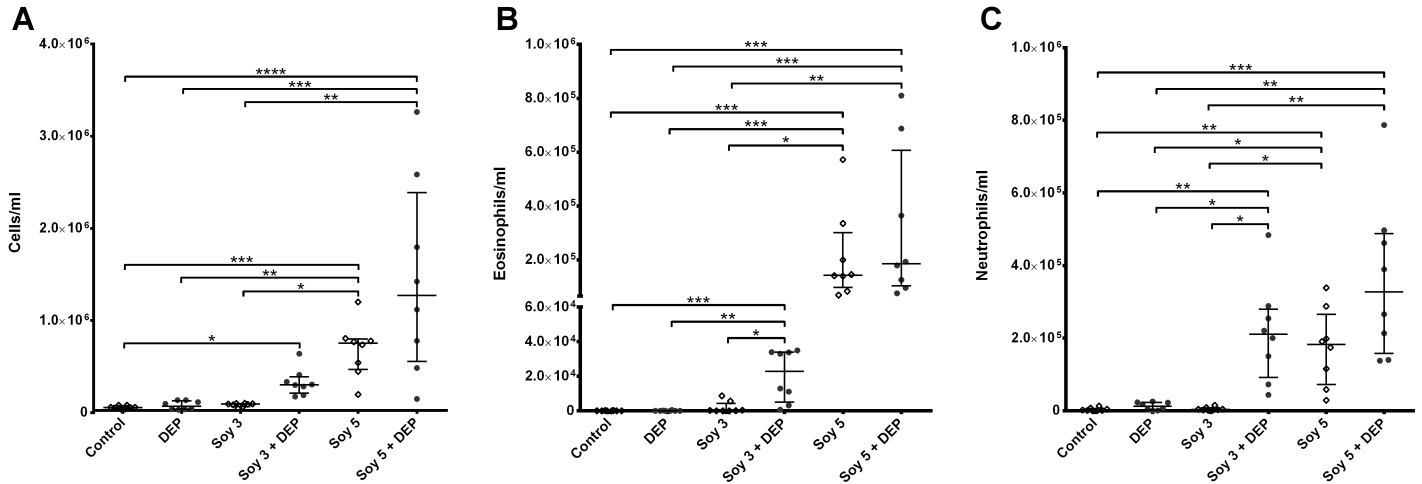 A
4.0×10⁶
3.0×10⁶
2.0×10⁶
1.0×10⁶
0
Cells/ml
****
***
**
***
**
*
*
Control
DEP
Soy 3
Soy 3 + DEP
Soy 5
Soy 5 + DEP
B
1.0×10⁶
8.0×10⁵
6.0×10⁵
4.0×10⁵
2.0×10⁵
6.0×10⁴
4.0×10⁴
2.0×10⁴
0
Eosinophils/ml
***
***
**
***
***
*
***
**
*
Control
DEP
Soy 3
Soy 3 + DEP
Soy 5
Soy 5 + DEP
C
1.0×10⁶
8.0×10⁵
6.0×10⁵
4.0×10⁵
2.0×10⁵
0
Neutrophils/ml
***
**
**
**
*
*
**
*
*
Control
DEP
Soy 3
Soy 3 + DEP
Soy 5
Soy 5 + DEP